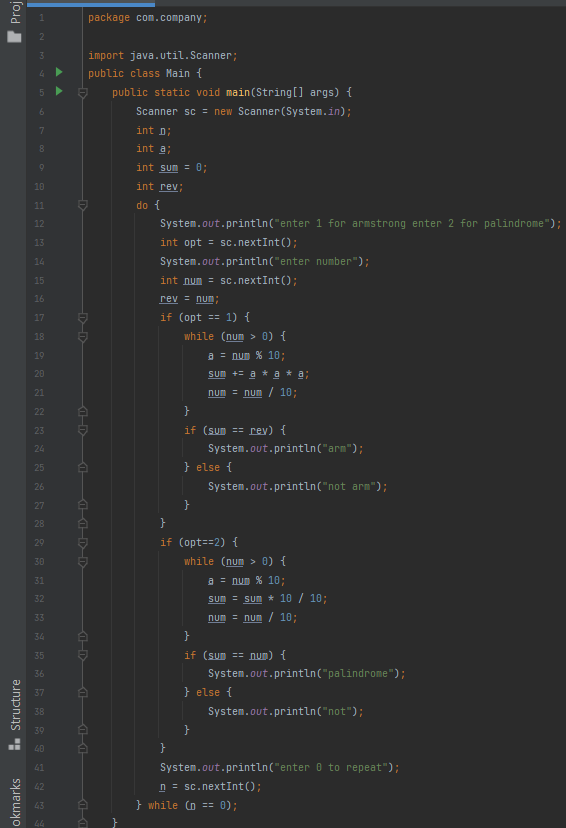 Proj
1 package com.company;
2
3 import java.util.Scanner;
4 public class Main {
5 public static void main(String[] args) {
6 Scanner sc = new Scanner(System.in);
7 int n;
8 int a;
9 int sum = 0;
10 int rev;
11 do {
12 System.out.println("enter 1 for armstrong enter 2 for palindrome");
13 int opt = sc.nextInt();
14 System.out.println("enter number");
15 int num = sc.nextInt();
16 rev = num;
17 if (opt == 1) {
18 while (num > 0) {
19 a = num % 10;
20 sum += a * a * a;
21 num = num / 10;
22 }
23 if (sum == rev) {
24 System.out.println("arm");
25 } else {
26 System.out.println("not arm");
27 }
28 }
29 if (opt==2) {
30 while (num > 0) {
31 a = num % 10;
32 sum = sum * 10 / 10;
33 num = num / 10;
34 }
35 if (sum == num) {
36 System.out.println("palindrome");
37 } else {
38 System.out.println("not");
39 }
40 }
41 System.out.println("enter 0 to repeat");
42 n = sc.nextInt();
43 } while (n == 0);
44 }
Structure
okmarks